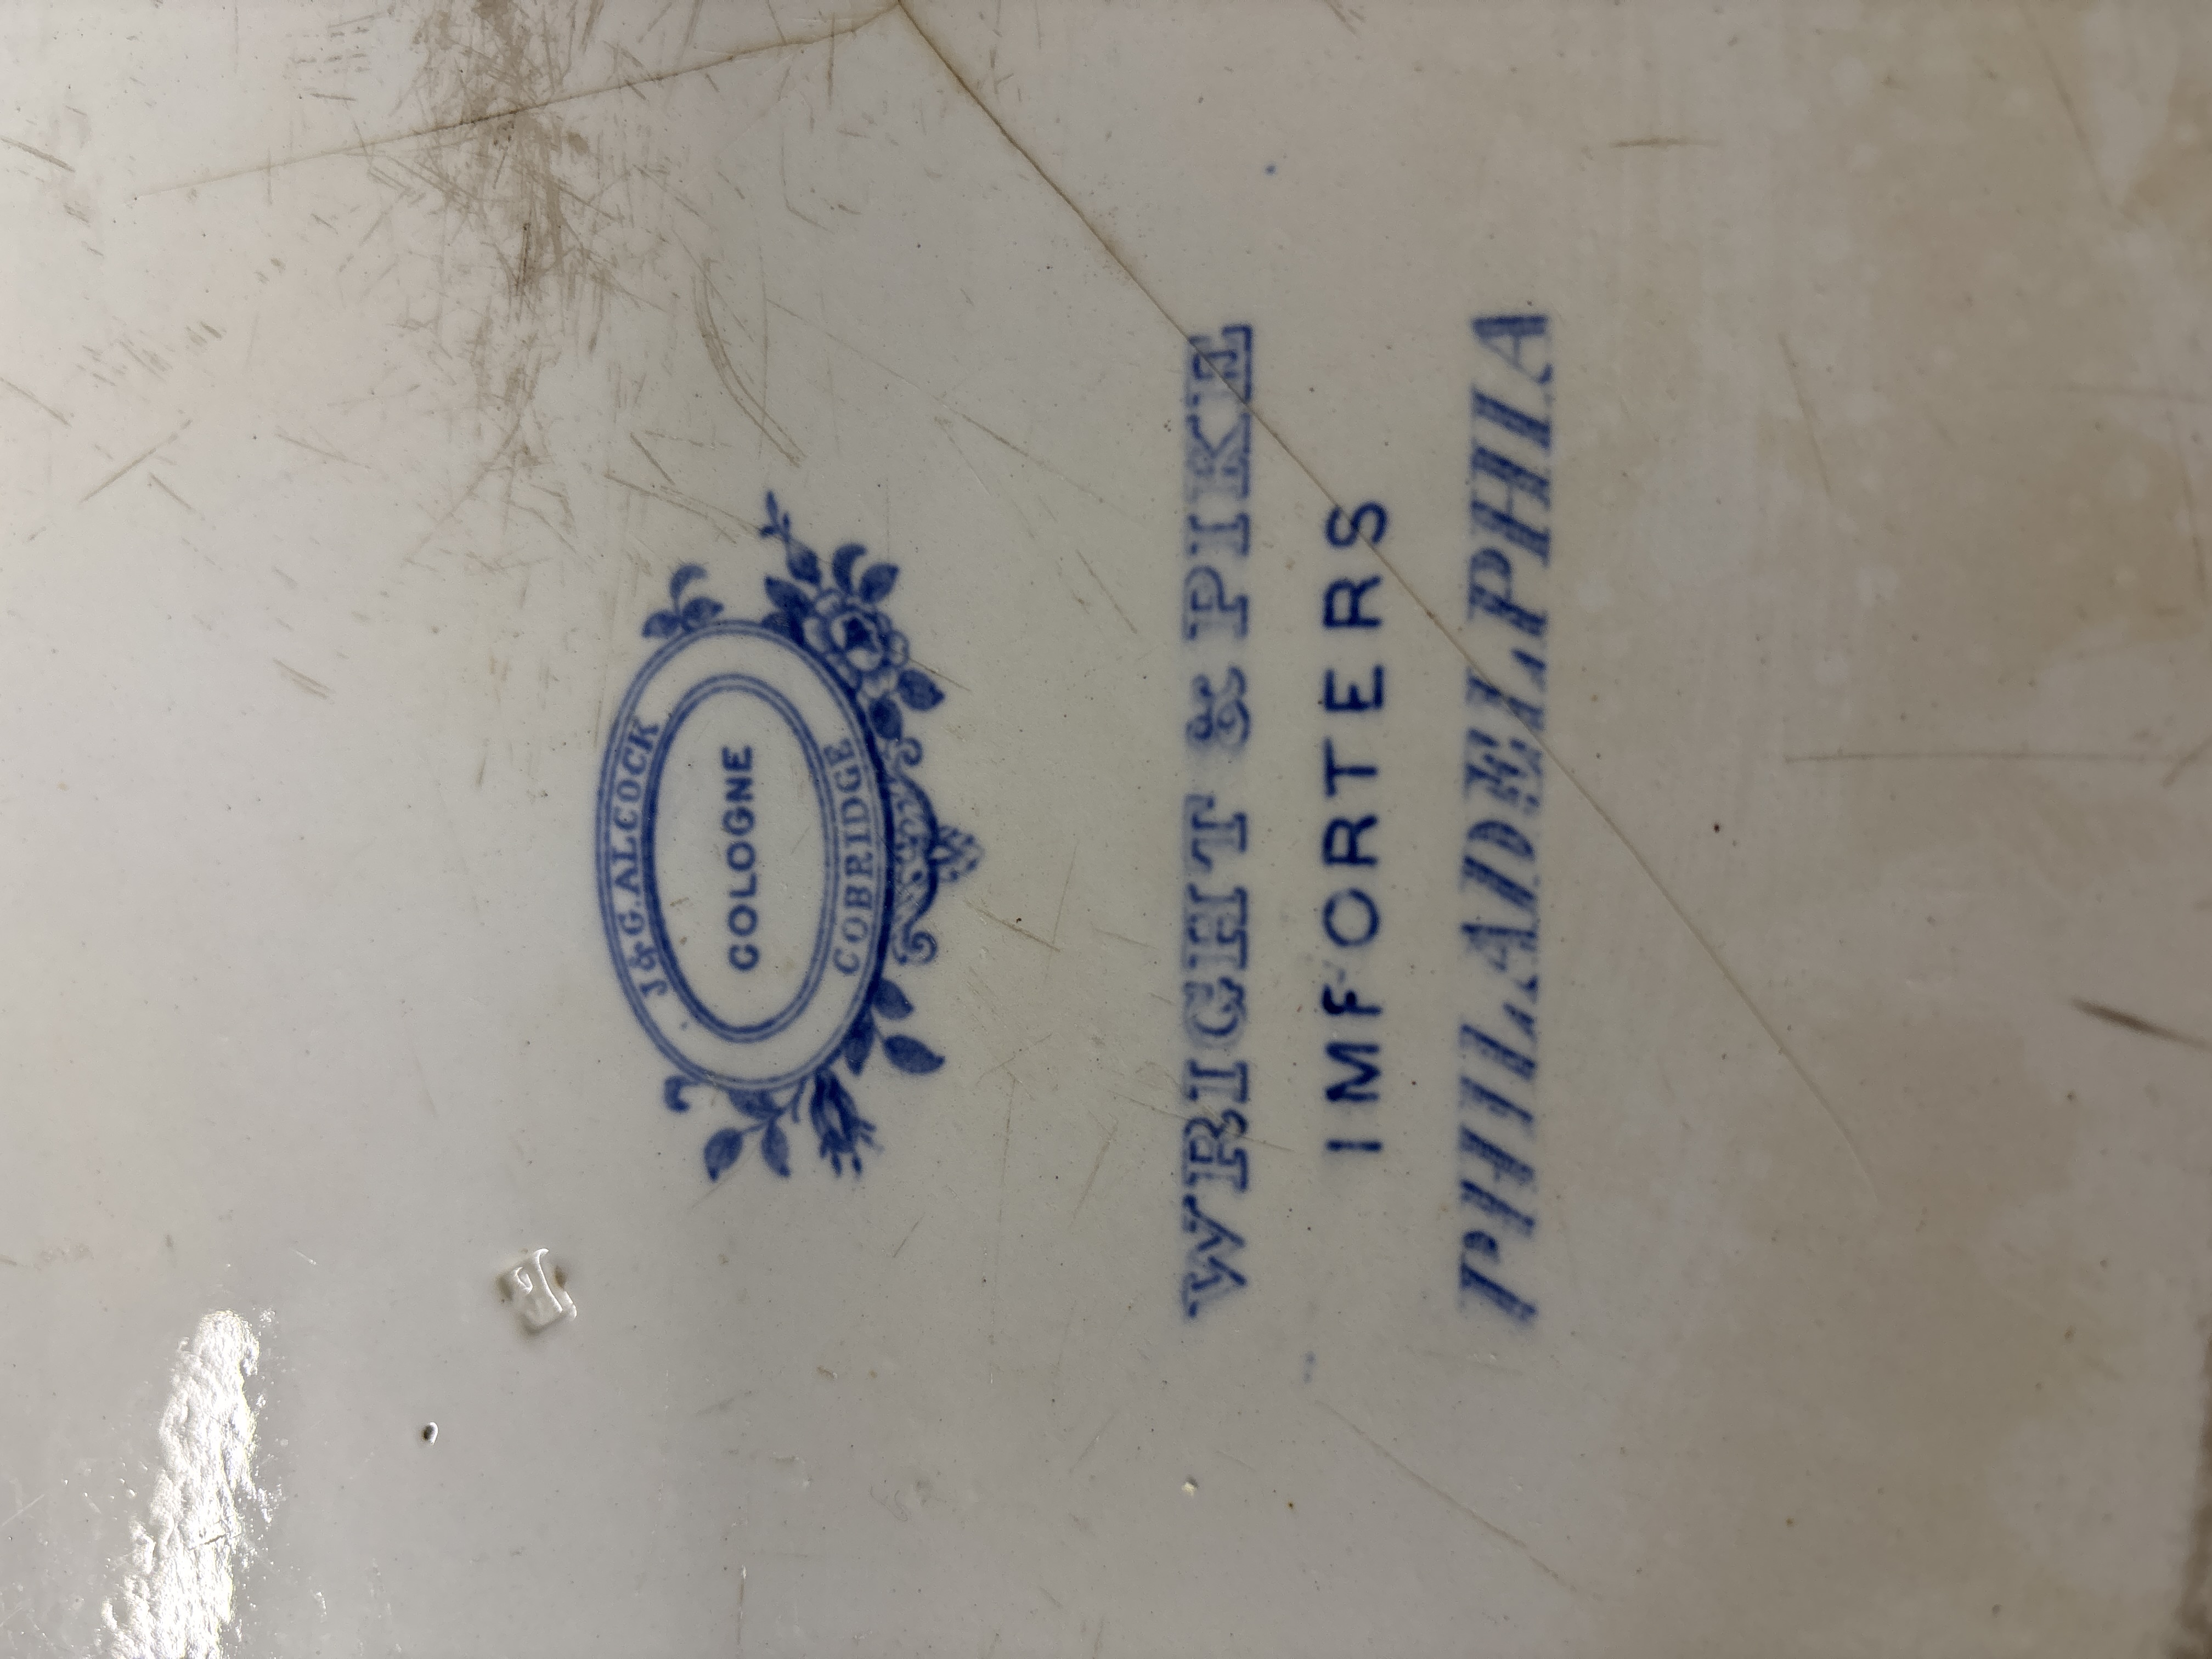 J & G. ALCOCK
COLOGNE
COBRIDGE
WRIGHT & PIKE
IMPORTERS
PHILADELPHIA